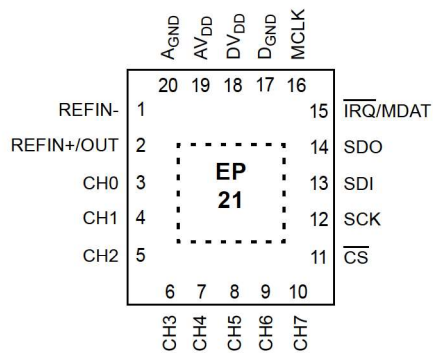 AGND AVDD DVDD DGND MCLK
20 19 18 17 16
REFIN- 1
15 I̅R̅Q̅/MDAT
REFIN+/OUT 2
14 SDO
EP
21
CH0 3
13 SDI
CH1 4
12 SCK
CH2 5
11 C̅S̅
6 7 8 9 10
CH3 CH4 CH5 CH6 CH7